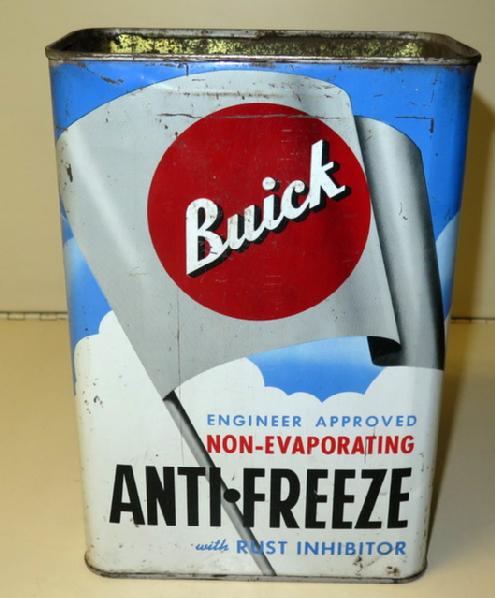 Buick
ENGINEER APPROVED
NON-EVAPORATING
ANTI•FREEZE
with RUST INHIBITOR